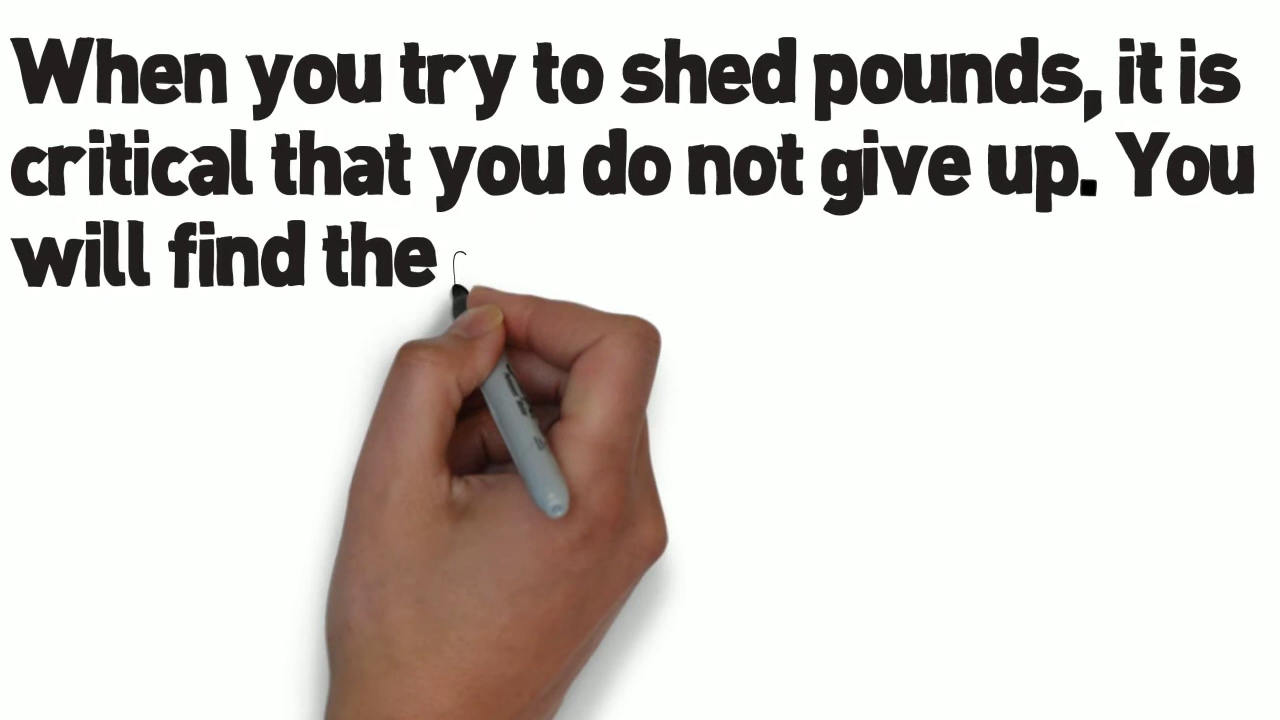 When you try to shed pounds, it is
critical that you do not give up. You
will find the